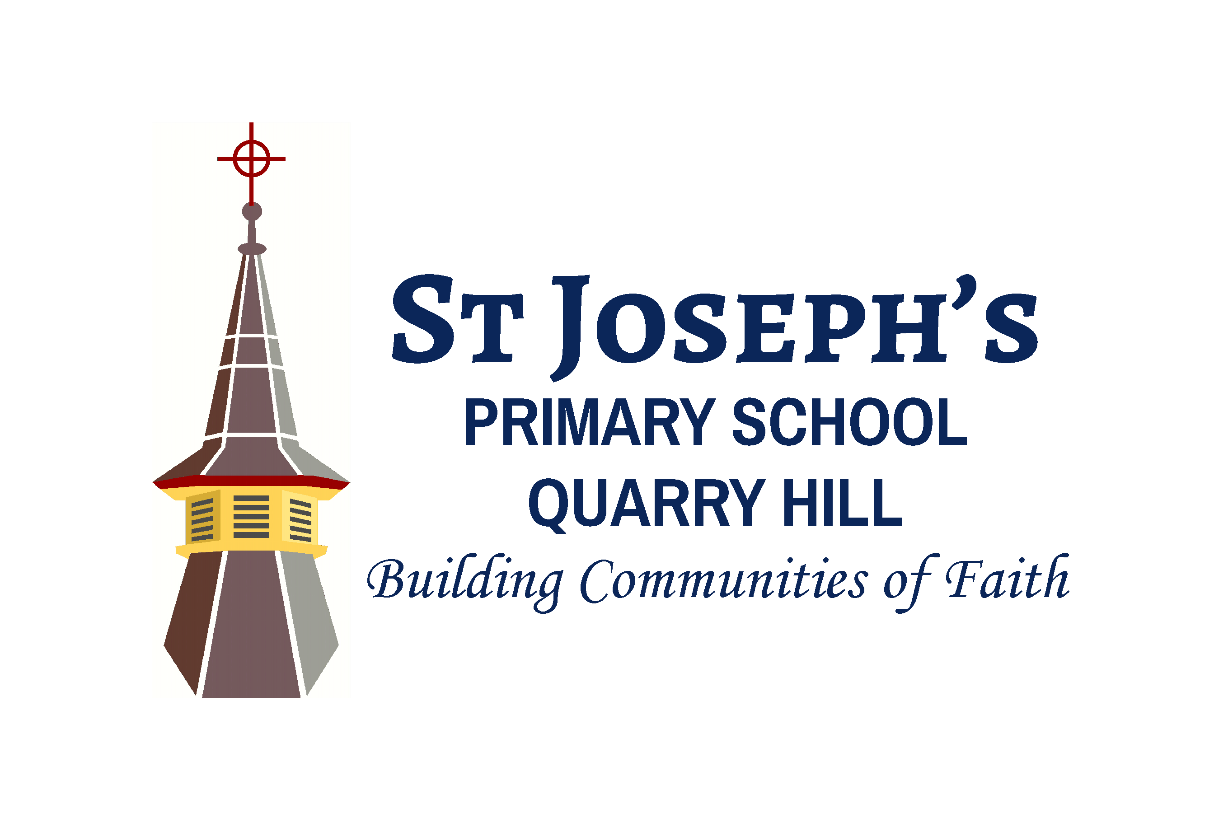 ST JOSEPH’S
PRIMARY SCHOOL
QUARRY HILL
Building Communities of Faith